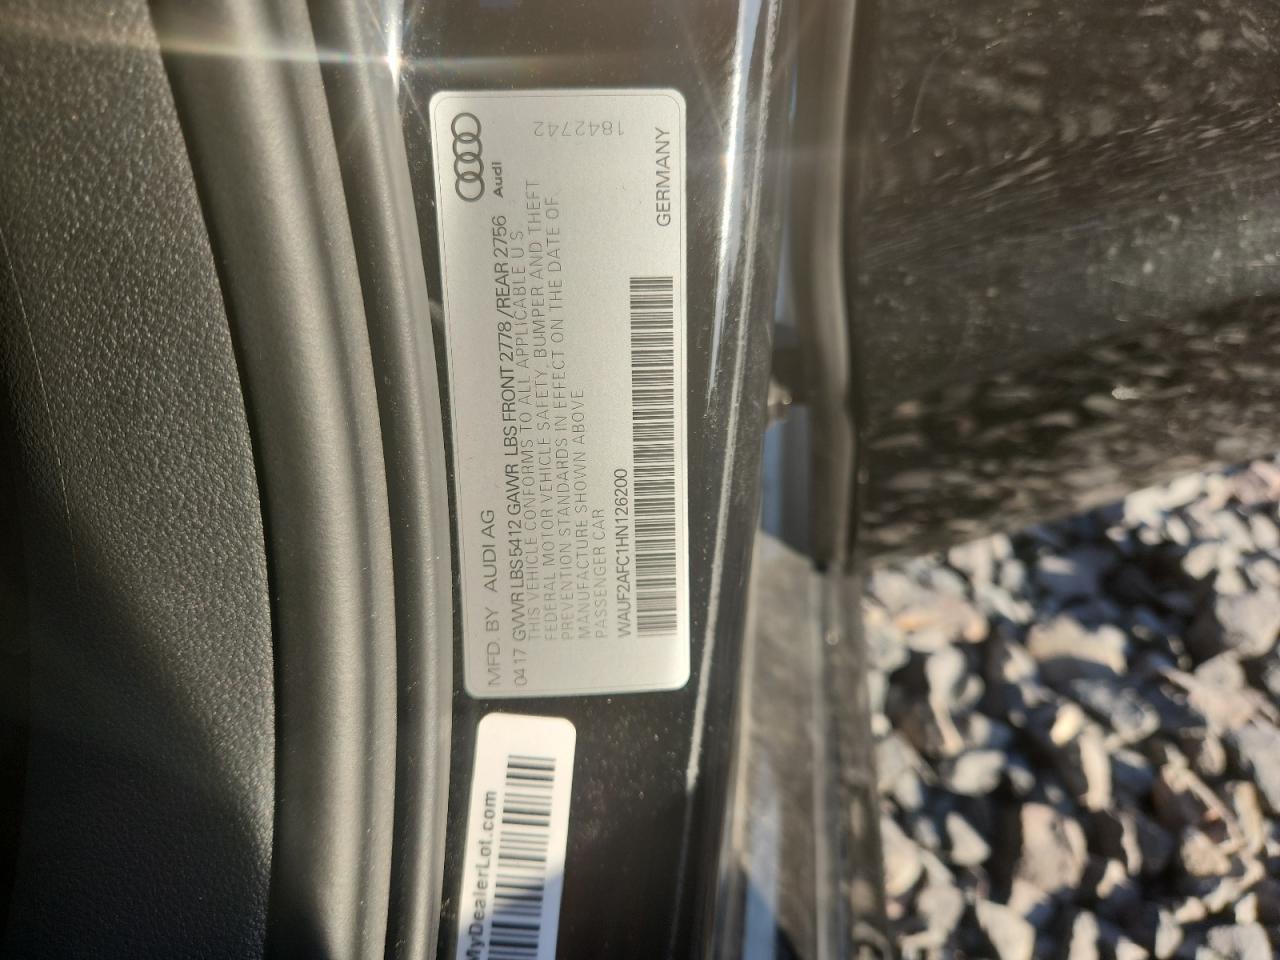 Audi
1842742
MFD. BY AUDI AG
0417 GVWR LBS 5412 GAWR LBS FRONT 2778/REAR 2756
THIS VEHICLE CONFORMS TO ALL APPLICABLE U S
FEDERAL MOTOR VEHICLE SAFETY, BUMPER AND THEFT
PREVENTION STANDARDS IN EFFECT ON THE DATE OF
MANUFACTURE SHOWN ABOVE
PASSENGER CAR
WAUF2AFC1HN126200
GERMANY
MyDealerLot.com